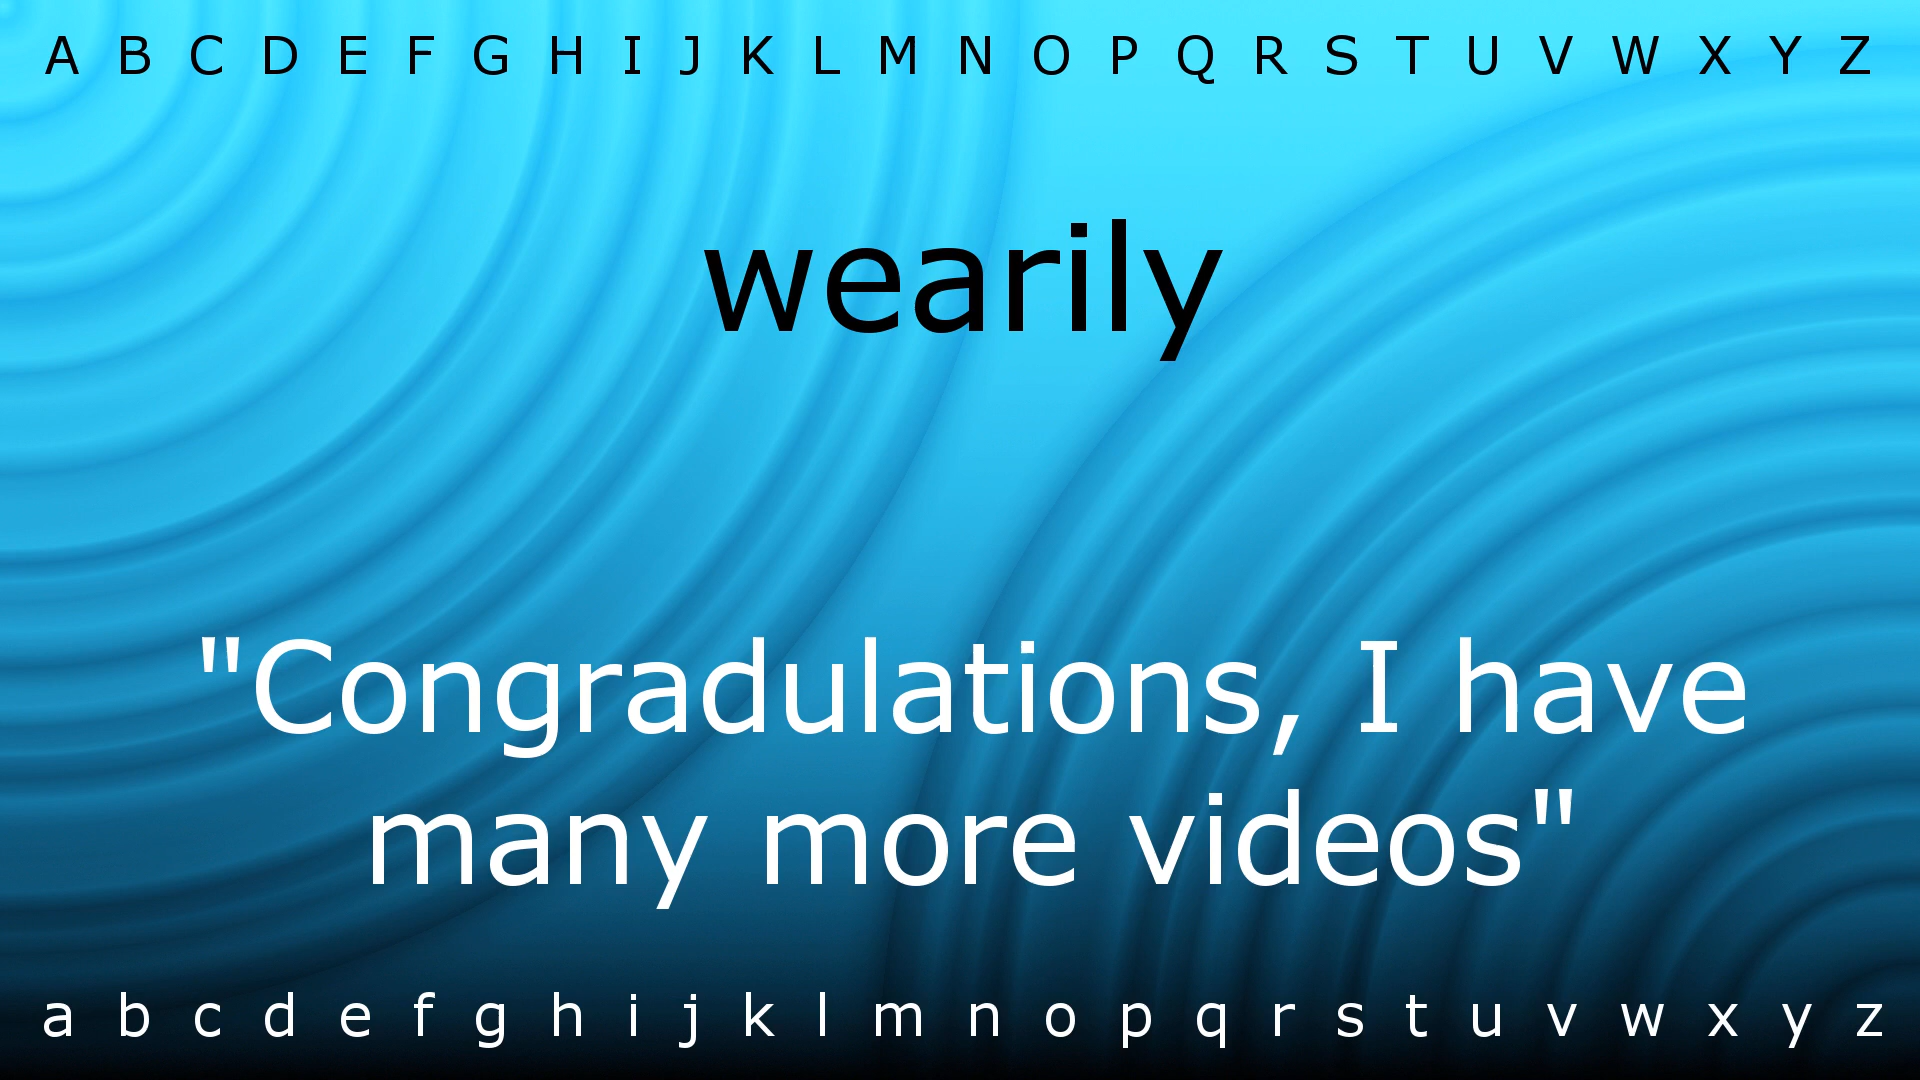 A B C D E F G H I J K L M N O P Q R S T U V W X Y Z
wearily
"Congradulations, I have
many more videos"
a b c d e f g h i j k l m n o p q r s t u v w x y z